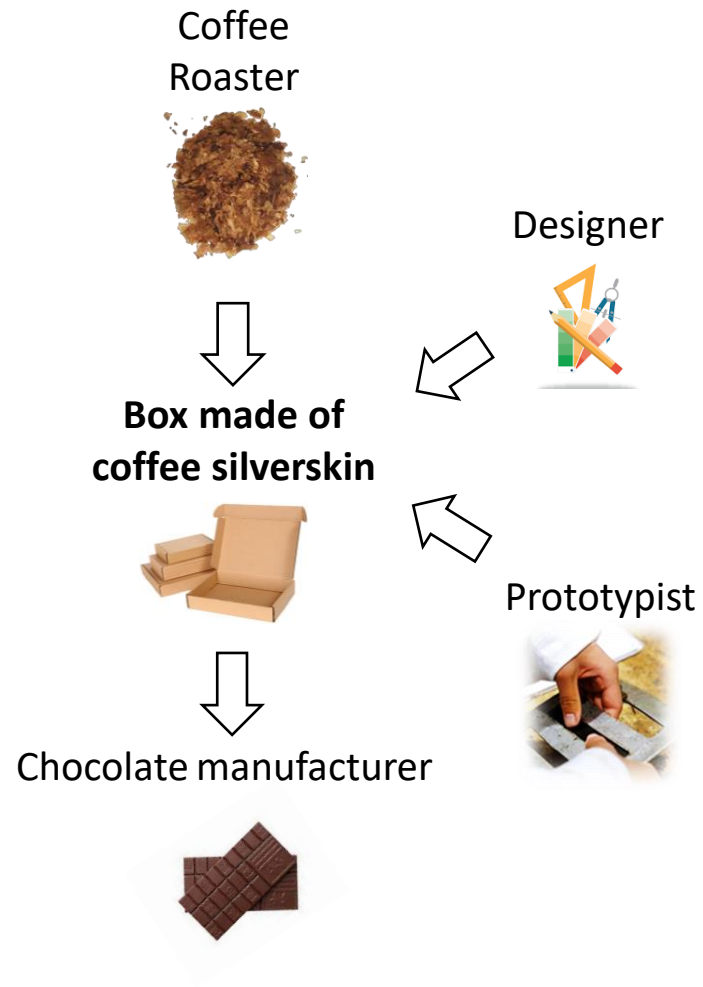 Coffee
Roaster
Designer
Box made of
coffee silverskin
Prototypist
Chocolate manufacturer